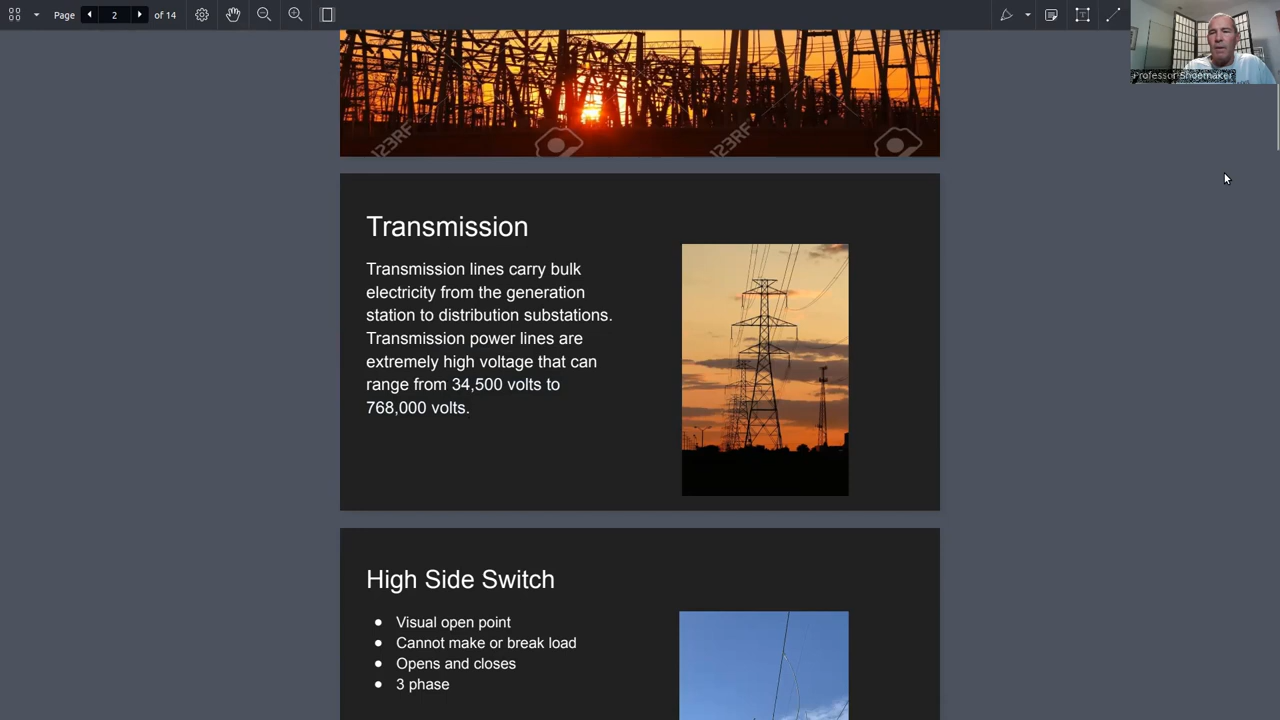 Page 2 of 14
Professor Shoemaker
123RF 123RF
Transmission
Transmission lines carry bulk
electricity from the generation
station to distribution substations.
Transmission power lines are
extremely high voltage that can
range from 34,500 volts to
768,000 volts.
High Side Switch
● Visual open point
● Cannot make or break load
● Opens and closes
● 3 phase